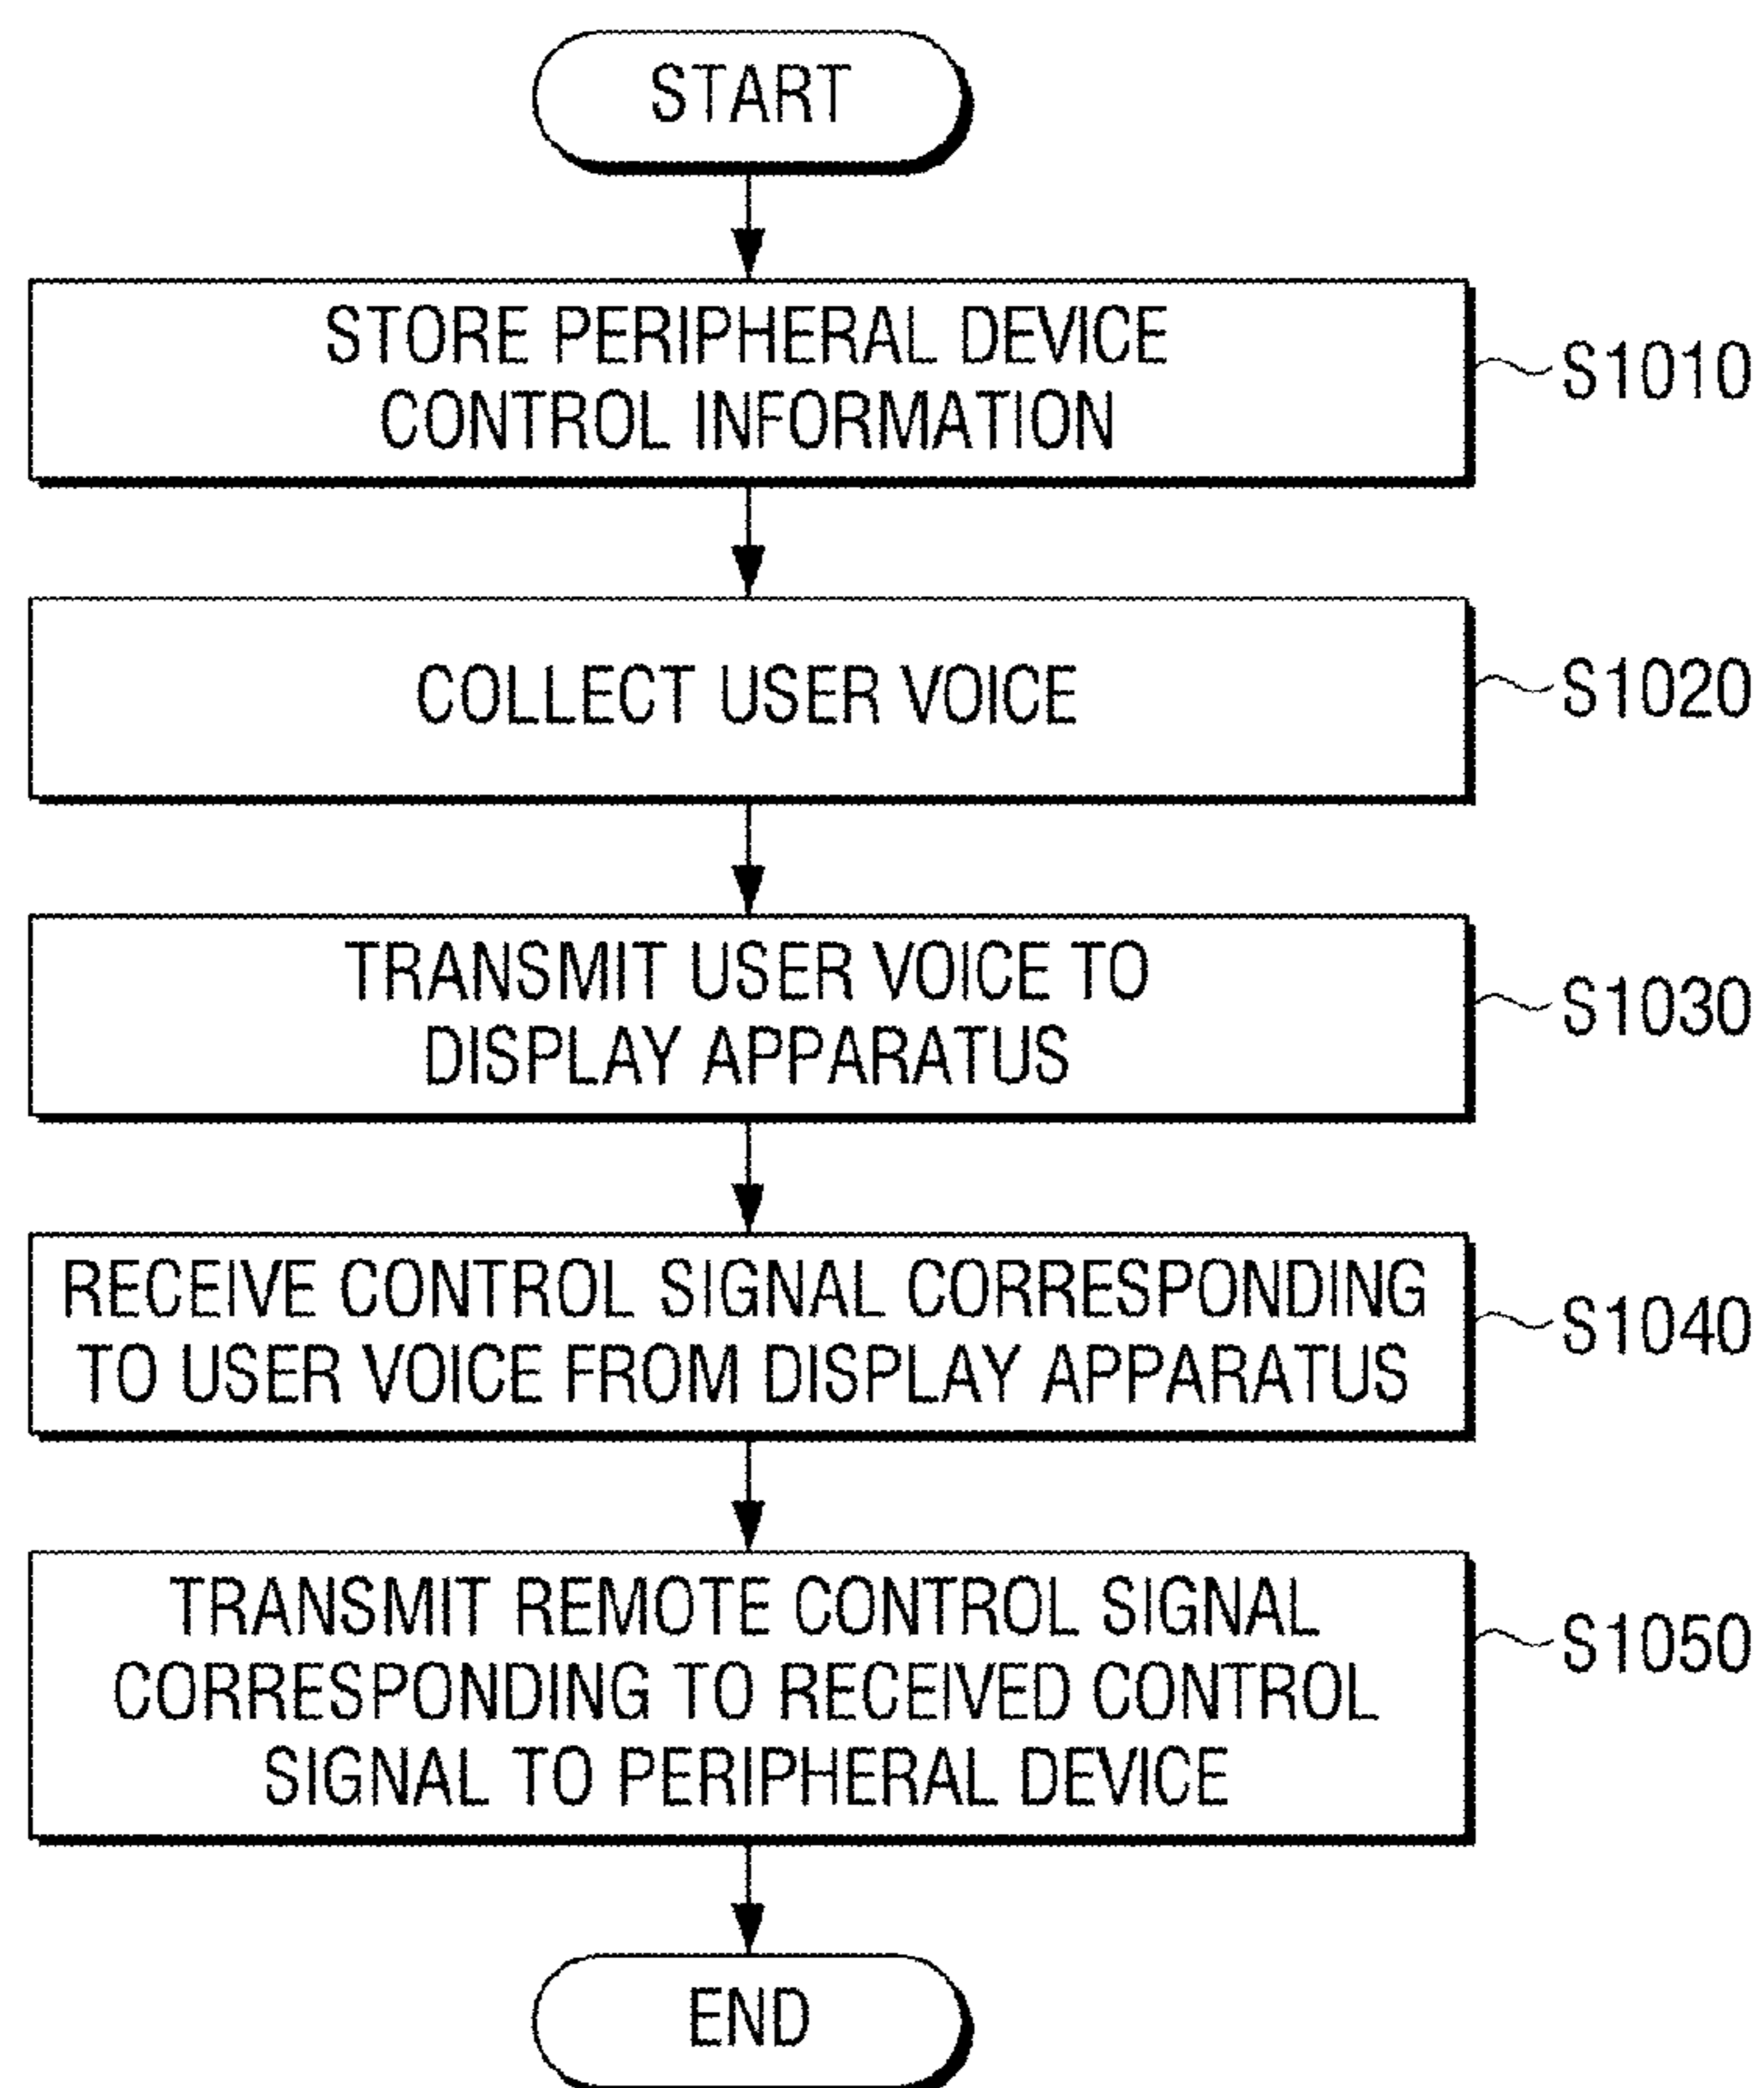 START
STORE PERIPHERAL DEVICE
CONTROL INFORMATION
S1010
COLLECT USER VOICE
S1020
TRANSMIT USER VOICE TO
DISPLAY APPARATUS
S1030
RECEIVE CONTROL SIGNAL CORRESPONDING
TO USER VOICE FROM DISPLAY APPARATUS
S1040
TRANSMIT REMOTE CONTROL SIGNAL
CORRESPONDING TO RECEIVED CONTROL
SIGNAL TO PERIPHERAL DEVICE
S1050
END